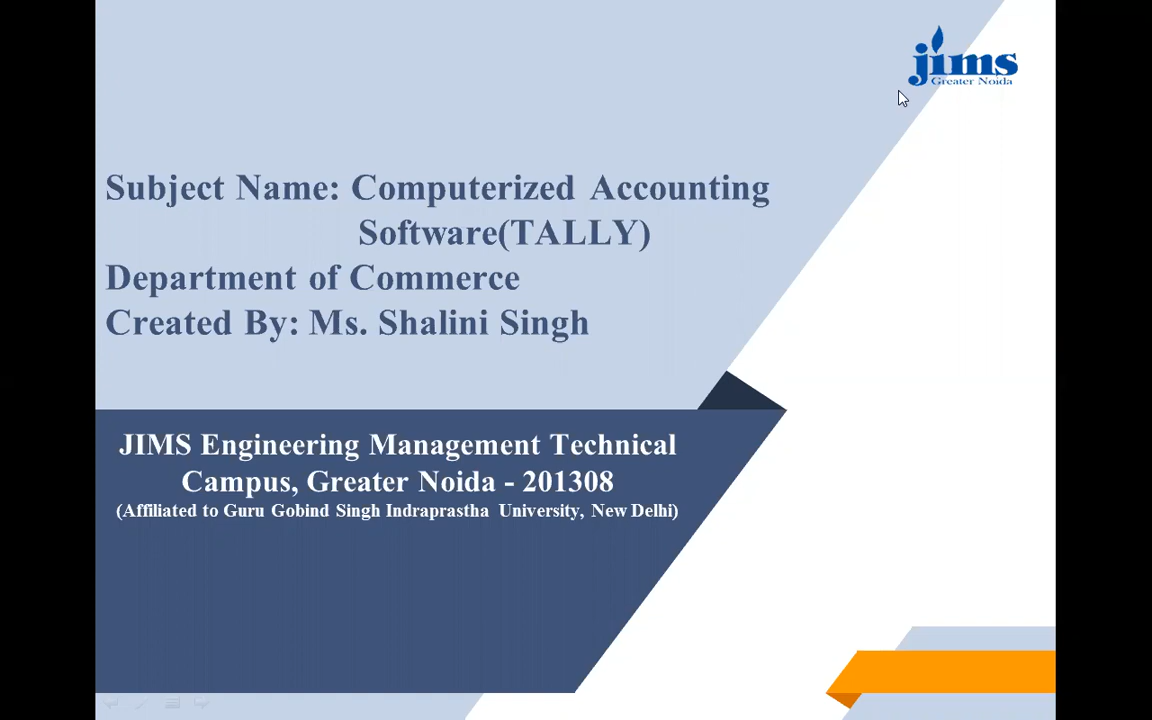 jims
Greater Noida
Subject Name: Computerized Accounting
Software(TALLY)
Department of Commerce
Created By: Ms. Shalini Singh
JIMS Engineering Management Technical
Campus, Greater Noida - 201308
(Affiliated to Guru Gobind Singh Indraprastha University, New Delhi)